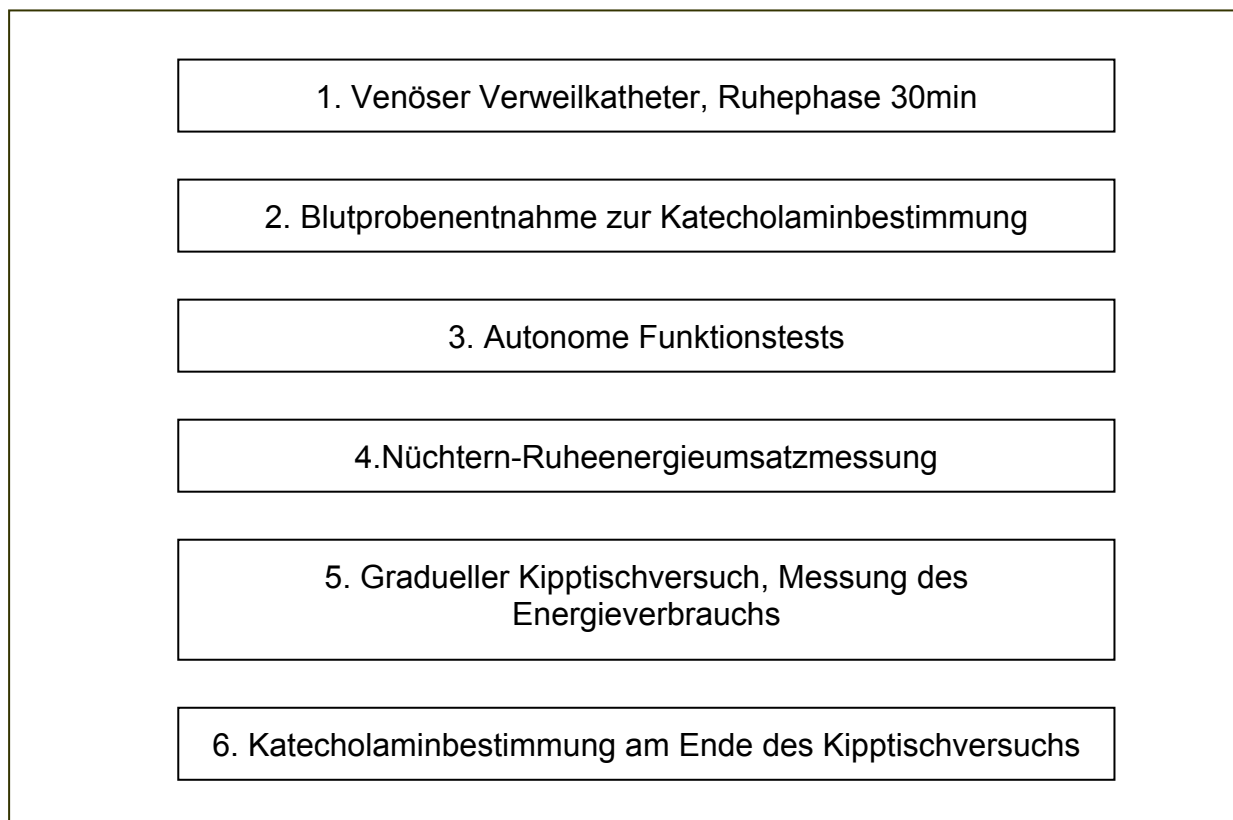 1. Venöser Verweilkatheter, Ruhephase 30min
2. Blutprobenentnahme zur Katecholaminbestimmung
3. Autonome Funktionstests
4.Nüchtern-Ruheenergieumsatzmessung
5. Gradueller Kipptischversuch, Messung des
Energieverbrauchs
6. Katecholaminbestimmung am Ende des Kipptischversuchs